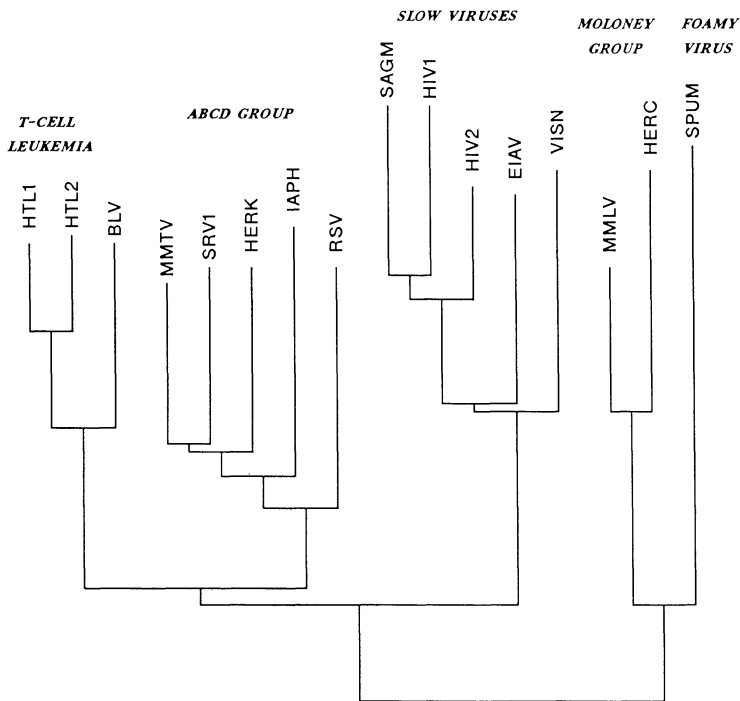 SLOW VIRUSES
MOLONEY
GROUP
FOAMY
VIRUS
T-CELL
LEUKEMIA
ABCD GROUP
HTL1
HTL2
BLV
MMTV
SRV1
HERK
IAPH
RSV
SAGM
HIV1
HIV2
EIAV
VISN
MMLV
HERC
SPUM